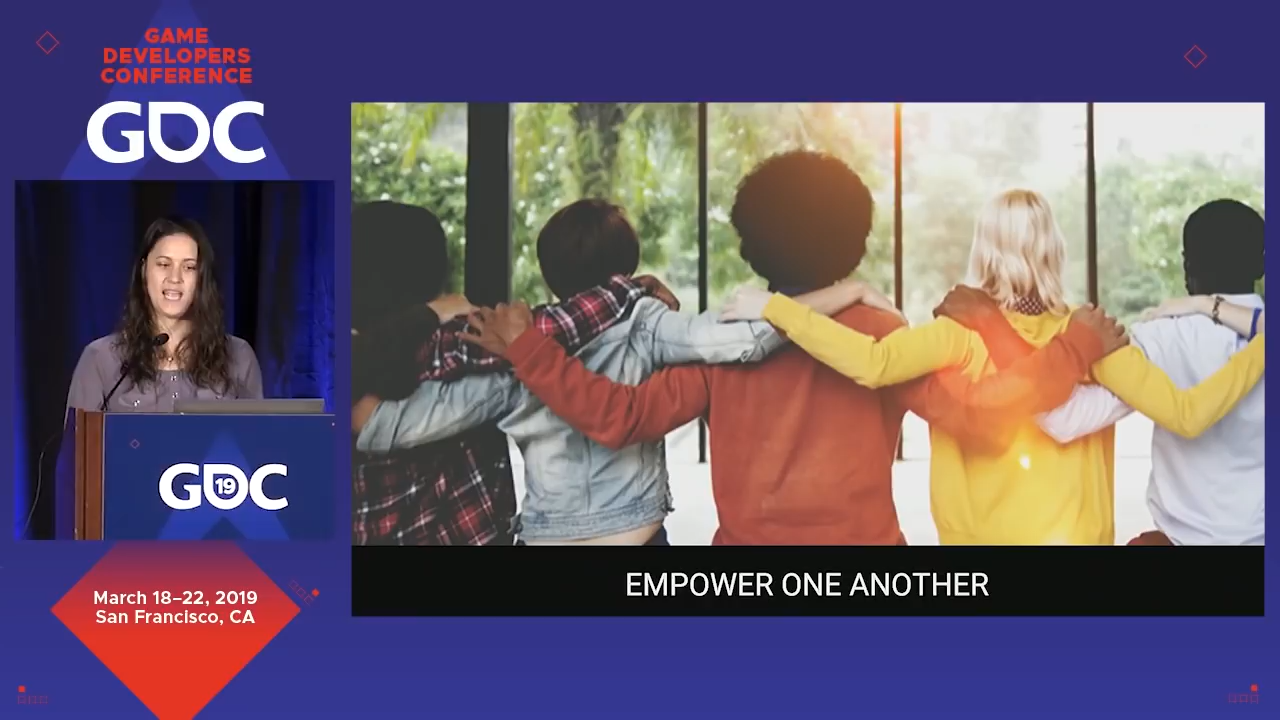 GAME
DEVELOPERS
CONFERENCE
GDC
GDC
19
March 18–22, 2019
San Francisco, CA
EMPOWER ONE ANOTHER